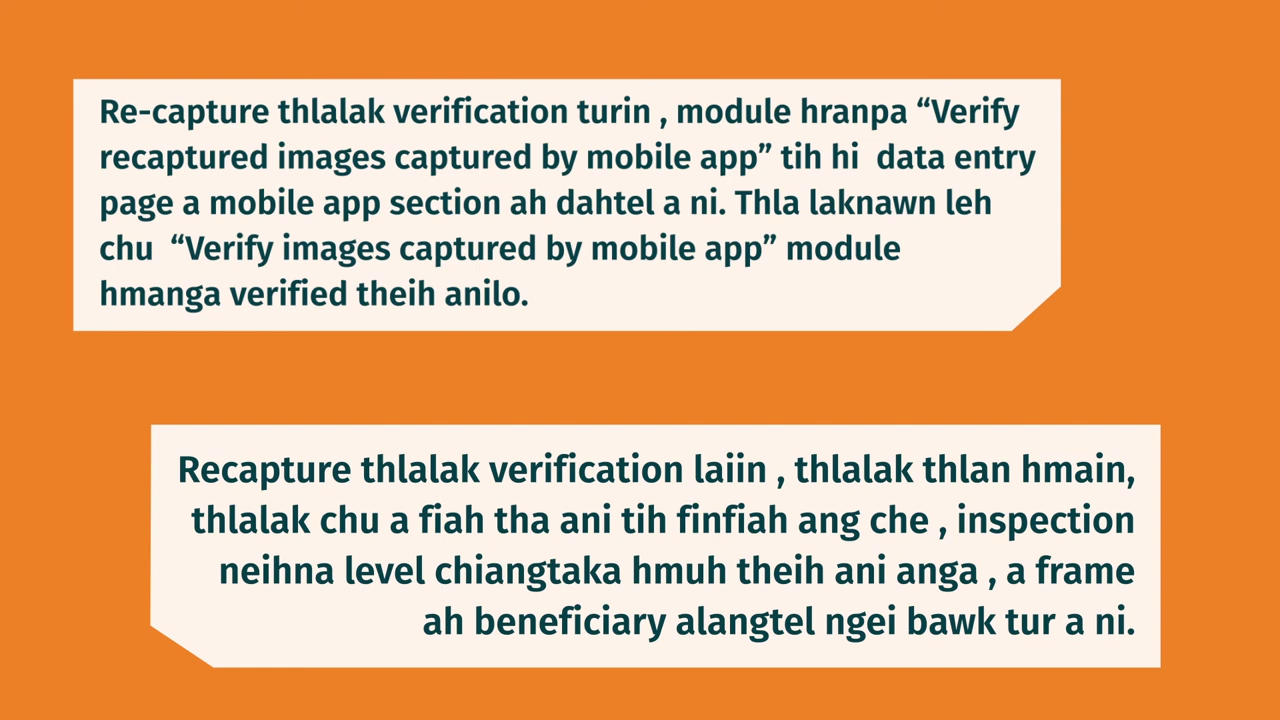 Re-capture thlalak verification turin , module hranpa “Verify
recaptured images captured by mobile app” tih hi data entry
page a mobile app section ah dahtel a ni. Thla laknawn leh
chu “Verify images captured by mobile app” module
hmanga verified theih anilo.
Recapture thlalak verification laiin , thlalak thlan hmain,
thlalak chu a fiah tha ani tih finfiah ang che , inspection
neihna level chiangtaka hmuh theih ani anga , a frame
ah beneficiary alangtel ngei bawk tur a ni.